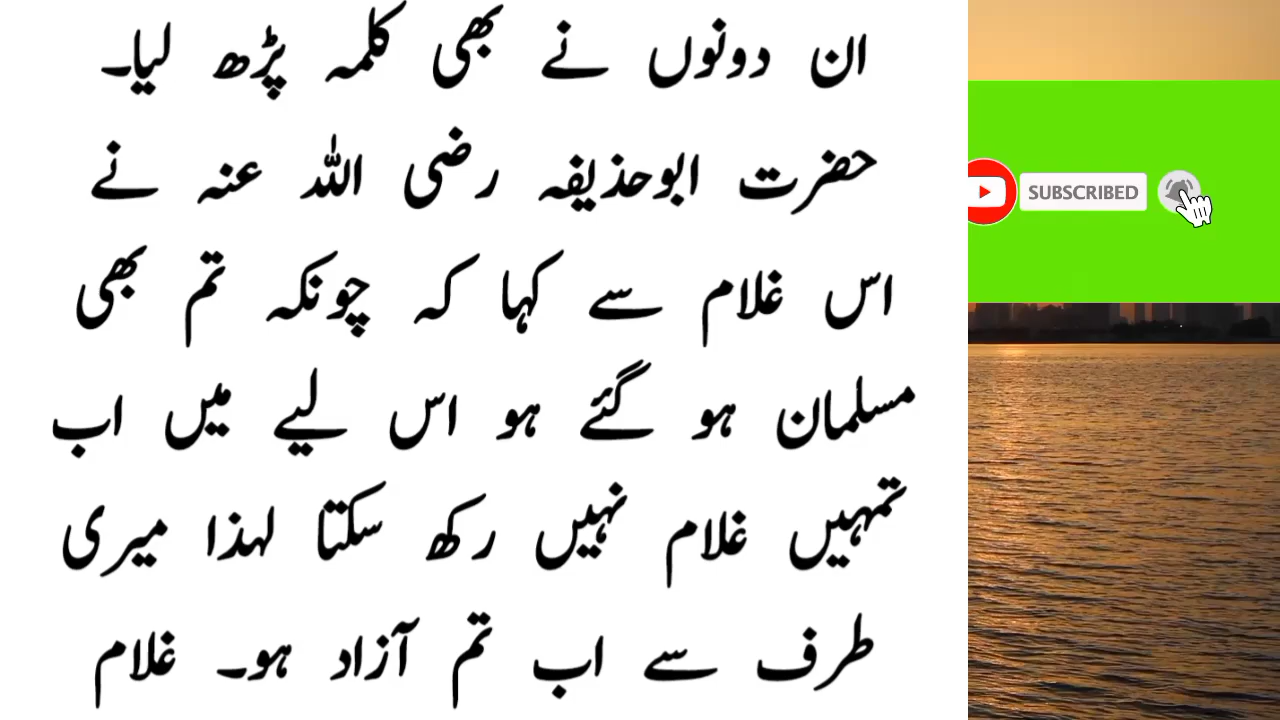 ان دونوں نے بھی کلمہ پڑھ لیا۔
حضرت ابوحذیفہ رضی اللہ عنہ نے
اس غلام سے کہا کہ چونکہ تم بھی
مسلمان ہو گئے ہو اس لیے میں اب
تمہیں غلام نہیں رکھ سکتا لہذا میری
طرف سے اب تم آزاد ہو۔ غلام
SUBSCRIBED